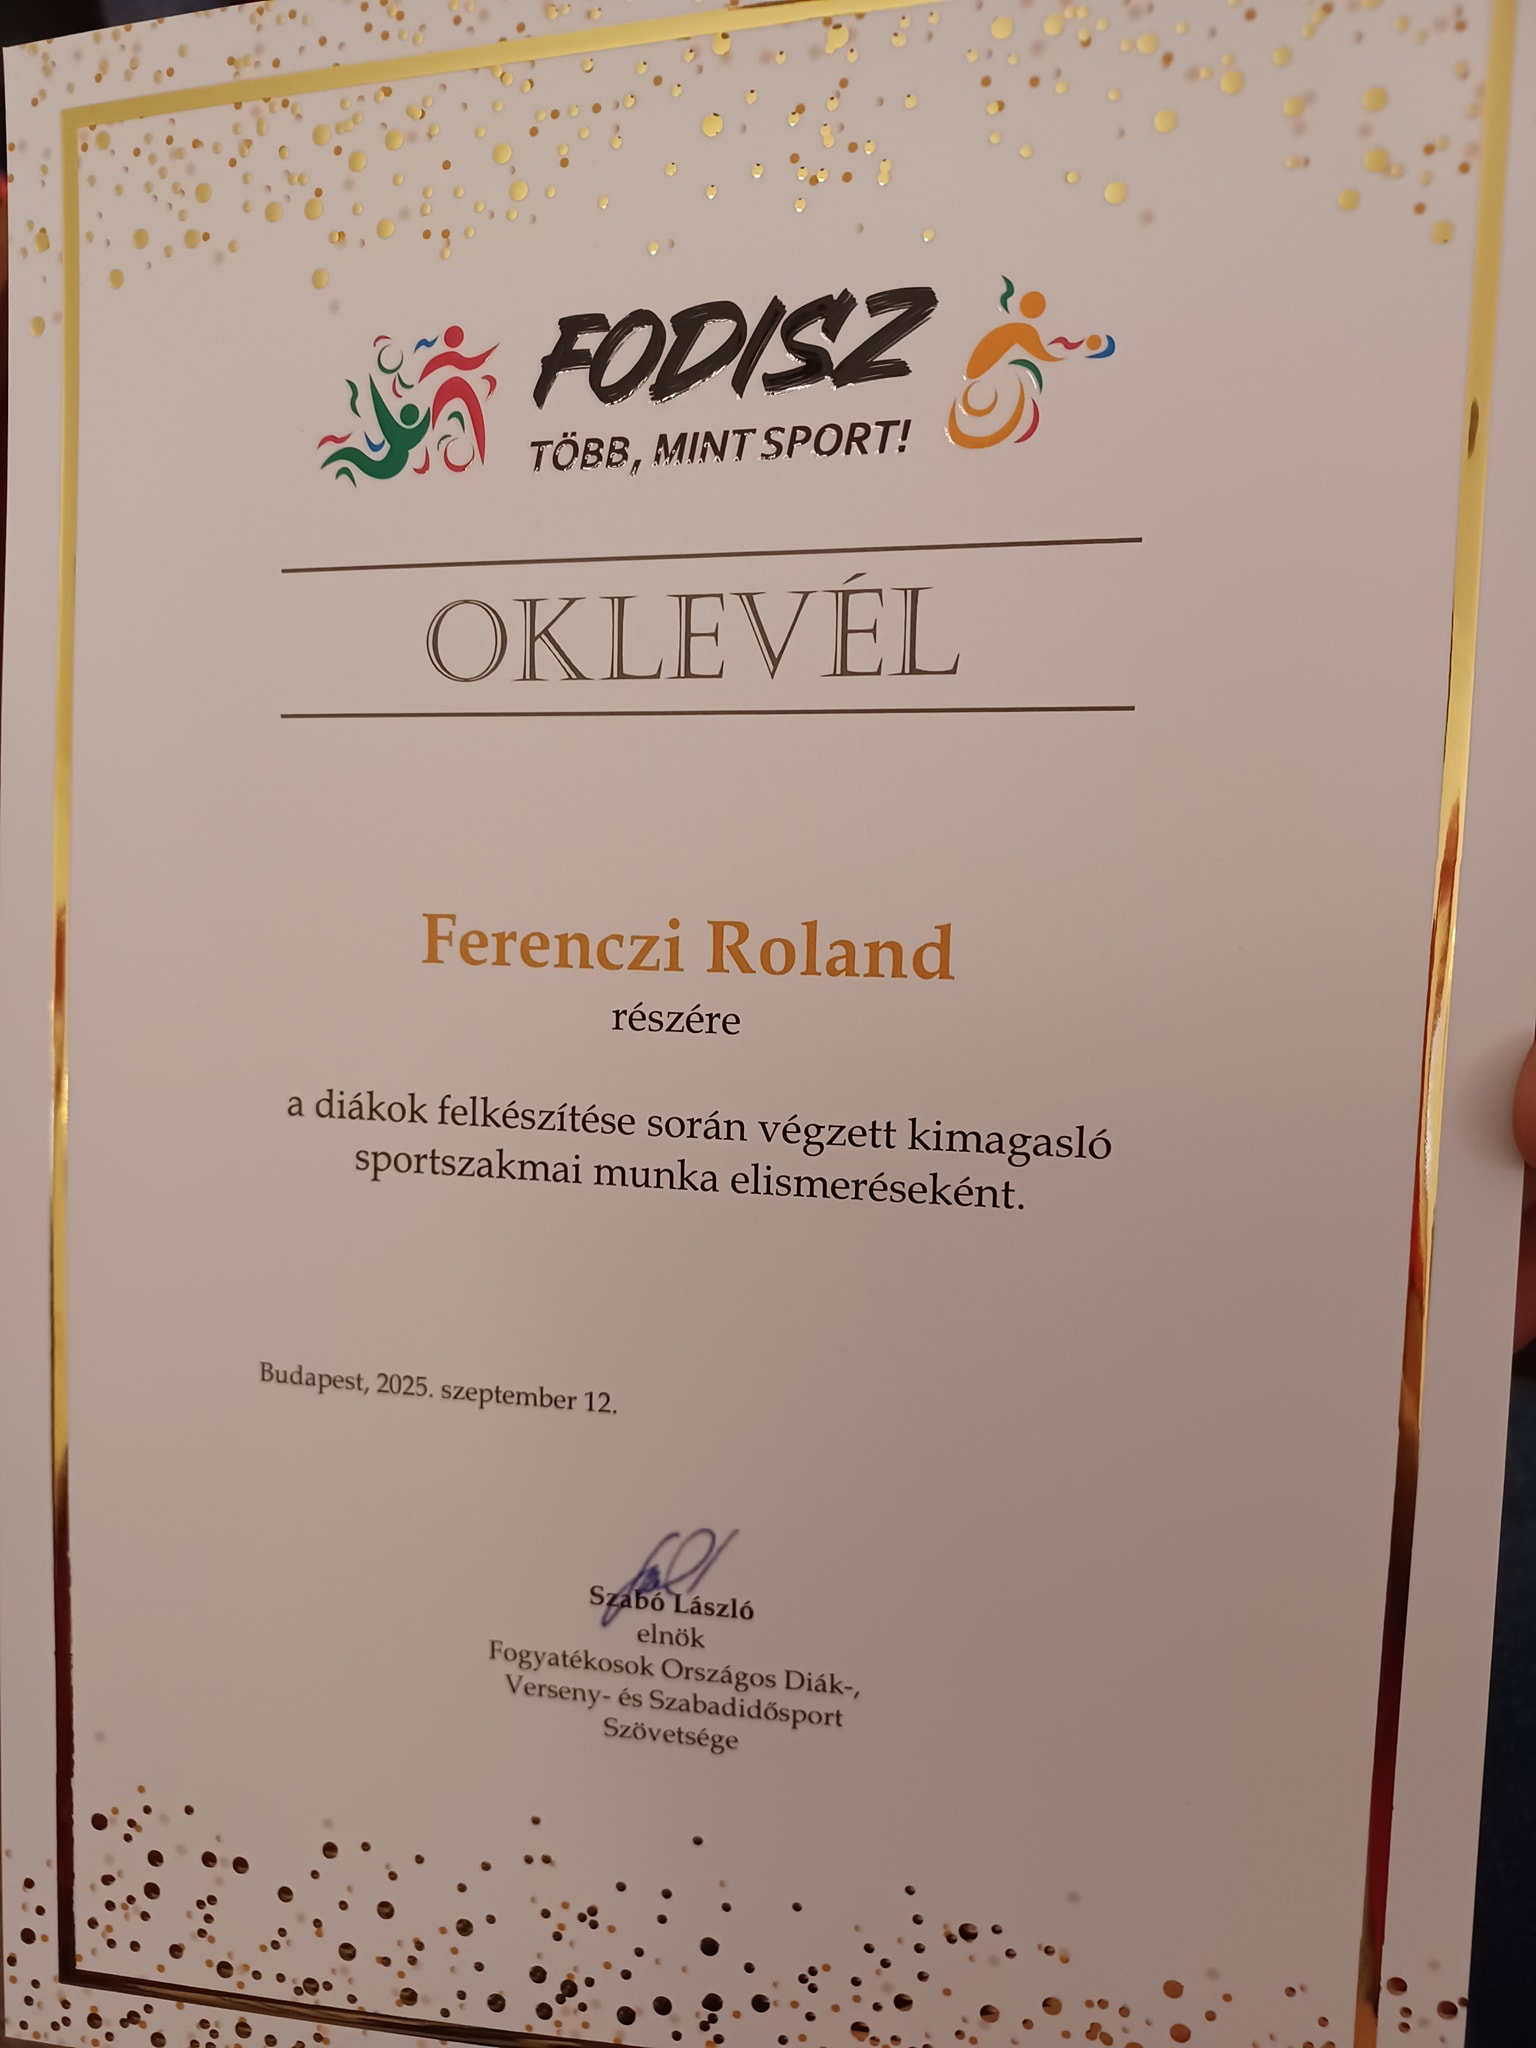 FODISZ
TÖBB, MINT SPORT!
OKLEVÉL
Ferenczi Roland
részére
a diákok felkészítése során végzett kimagasló
sportszakmai munka elismeréseként.
Budapest, 2025. szeptember 12.
Szabó László
elnök
Fogyatékosok Országos Diák-,
Verseny- és Szabadidősport
Szövetsége